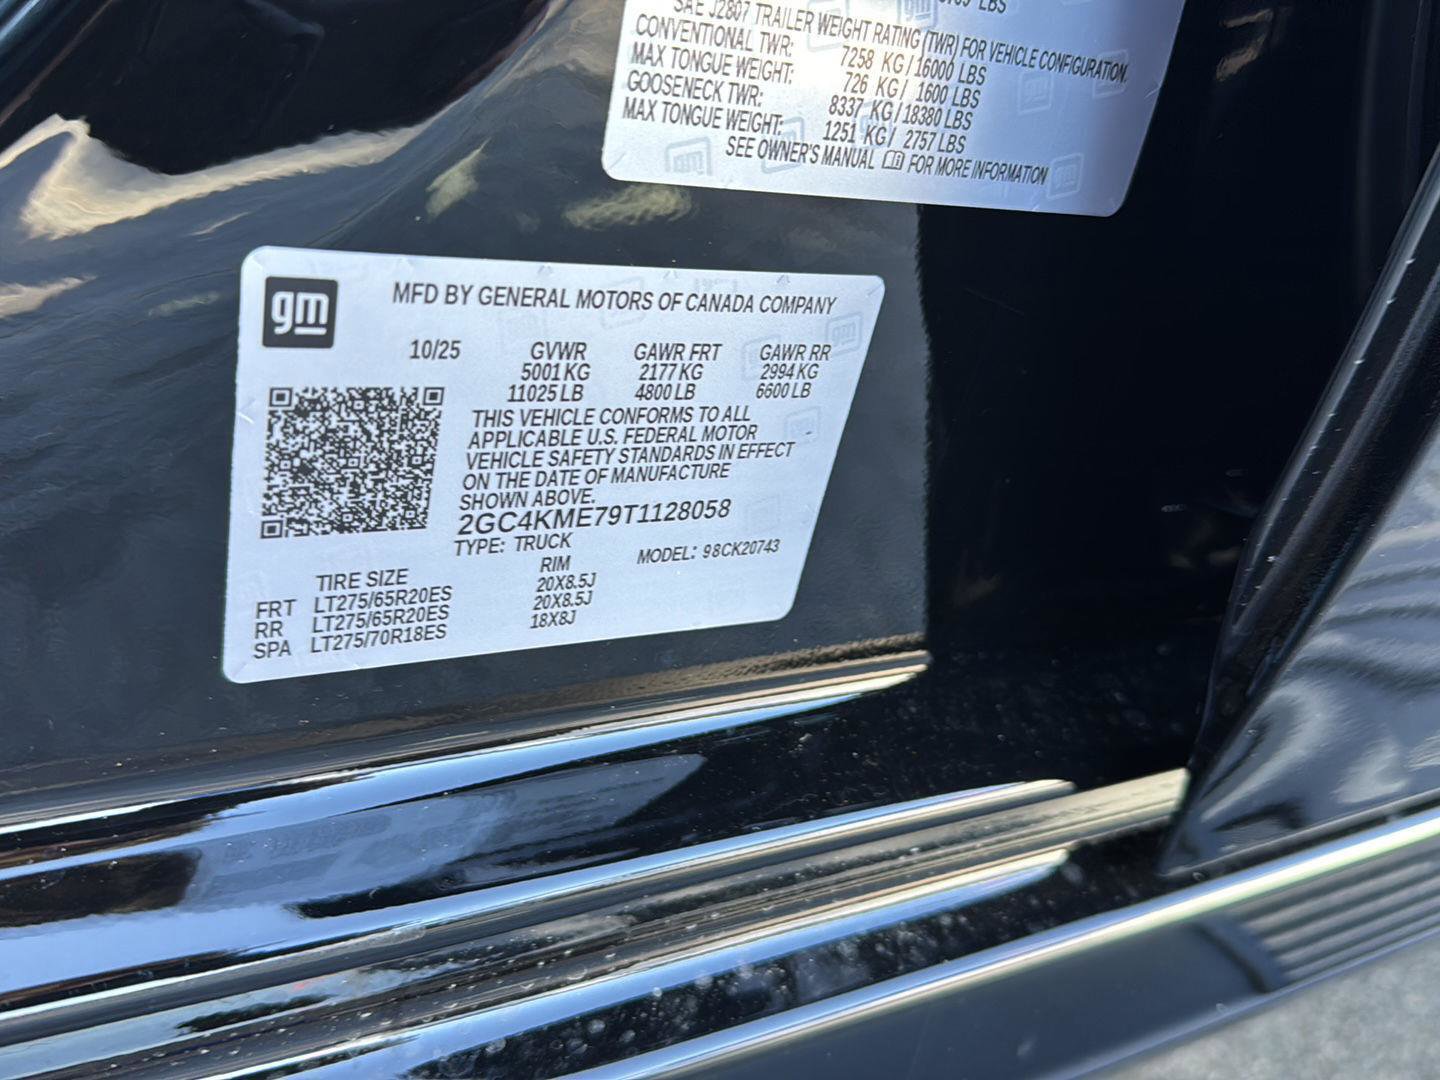 LBS
SAE J2807 TRAILER WEIGHT RATING (TWR) FOR VEHICLE CONFIGURATION.
CONVENTIONAL TWR: 7258 KG / 16000 LBS
MAX TONGUE WEIGHT: 726 KG / 1600 LBS
GOOSENECK TWR: 8337 KG / 18380 LBS
MAX TONGUE WEIGHT: 1251 KG / 2757 LBS
SEE OWNER'S MANUAL FOR MORE INFORMATION
gm
MFD BY GENERAL MOTORS OF CANADA COMPANY
10/25 GVWR GAWR FRT GAWR RR
5001 KG 2177 KG 2994 KG
11025 LB 4800 LB 6600 LB
THIS VEHICLE CONFORMS TO ALL
APPLICABLE U.S. FEDERAL MOTOR
VEHICLE SAFETY STANDARDS IN EFFECT
ON THE DATE OF MANUFACTURE
SHOWN ABOVE.
2GC4KME79T1128058
TYPE: TRUCK MODEL: 98CK20743
TIRE SIZE RIM
FRT LT275/65R20ES 20X8.5J
RR LT275/65R20ES 20X8.5J
SPA LT275/70R18ES 18X8J